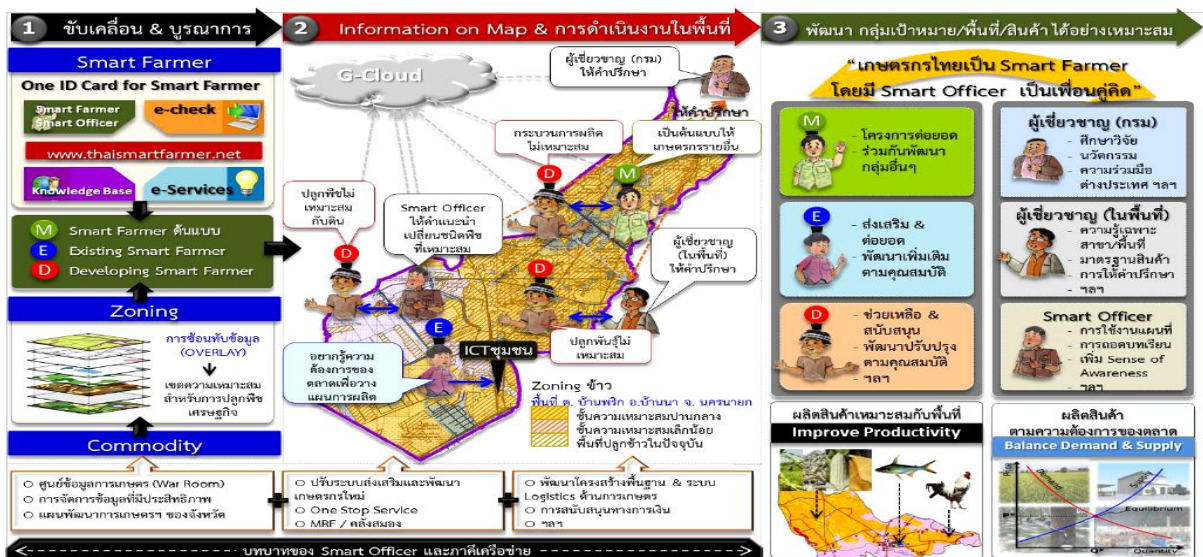 1 ขับเคลื่อน & บูรณาการ
Smart Farmer
One ID Card for Smart Farmer
Smart Farmer
Smart Officer
e-check
www.thaismartfarmer.net
Knowledge Base
e-Services
M Smart Farmer ต้นแบบ
E Existing Smart Farmer
D Developing Smart Farmer
Zoning
การซ้อนทับข้อมูล
(OVERLAY)
เขตความเหมาะสม
สำหรับการปลูกพืช
เศรษฐกิจ
Commodity
2 Information on Map & การดำเนินงานในพื้นที่
G-Cloud
ผู้เชี่ยวชาญ (กรม)
ให้คำปรึกษา
ให้คำปรึกษา
กระบวนการผลิต
ไม่เหมาะสม
เป็นต้นแบบให้
เกษตรกรรายอื่น
D
M
ปลูกพืชไม่
เหมาะสม
กับดิน
Smart Officer
ให้คำแนะนำ
เปลี่ยนชนิดพืช
ที่เหมาะสม
ผู้เชี่ยวชาญ
(ในพื้นที่)
ให้คำปรึกษา
D
D
E
ICTชุมชน
ปลูกพันธุ์ไม่
เหมาะสม
อยากรู้ความ
ต้องการของ
ตลาดเพื่อวาง
แผนการผลิต
Zoning ข้าว
พื้นที่ ต. บ้านพริก อ.บ้านนา จ. นครนายก
ชั้นความเหมาะสมปานกลาง
ชั้นความเหมาะสมเล็กน้อย
พื้นที่ปลูกข้าวในปัจจุบัน
3 พัฒนา กลุ่มเป้าหมาย/พื้นที่/สินค้า ได้อย่างเหมาะสม
“เกษตรกรไทยเป็น Smart Farmer
โดยมี Smart Officer เป็นเพื่อนคู่คิด”
M
- โครงการต่อยอด
- ร่วมกันพัฒนา
กลุ่มอื่นๆ
ผู้เชี่ยวชาญ (กรม)
- ศึกษาวิจัย
- นวัตกรรม
- ความร่วมมือ
ต่างประเทศ ฯลฯ
E
- ส่งเสริม &
ต่อยอด
- พัฒนาเพิ่มเติม
ตามคุณสมบัติ
ผู้เชี่ยวชาญ (ในพื้นที่)
- ความรู้เฉพาะ
สาขา/พื้นที่
- มาตรฐานสินค้า
- การให้คำปรึกษา
- ฯลฯ
D
- ช่วยเหลือ &
สนับสนุน
- พัฒนาปรับปรุง
ตามคุณสมบัติ
- ฯลฯ
Smart Officer
- การใช้งานแผนที่
- การถอดบทเรียน
- เพิ่ม Sense of
Awareness
- ฯลฯ
ผลิตสินค้าเหมาะสมกับพื้นที่
Improve Productivity
ผลิตสินค้า
ตามความต้องการของตลาด
Balance Demand & Supply
Demand
Supply
Equilibrium
Quantity
○ ศูนย์ข้อมูลการเกษตร (War Room)
○ การจัดการข้อมูลที่มีประสิทธิภาพ
○ แผนพัฒนาการเกษตรฯ ของจังหวัด
○ ปรับระบบส่งเสริมและพัฒนา
เกษตรกรใหม่
○ One Stop Service
○ MRF / คลังสมอง
○ พัฒนาโครงสร้างพื้นฐาน & ระบบ
Logistics ด้านการเกษตร
○ การสนับสนุนทางการเงิน
○ ฯลฯ
บทบาทของ Smart Officer และภาคีเครือข่าย